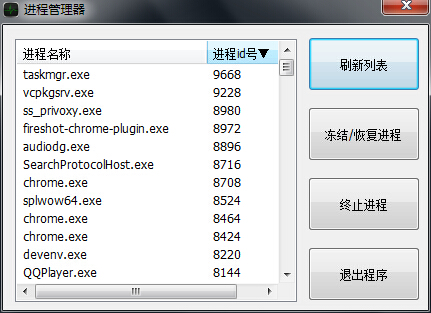 进程管理器
进程名称 进程id号▼
taskmgr.exe 9668
vcpkgsrv.exe 9228
ss_privoxy.exe 8980
fireshot-chrome-plugin.exe 8972
audiodg.exe 8896
SearchProtocolHost.exe 8716
chrome.exe 8708
splwow64.exe 8524
chrome.exe 8464
chrome.exe 8424
devenv.exe 8220
QQPlayer.exe 8144
刷新列表
冻结/恢复进程
终止进程
退出程序